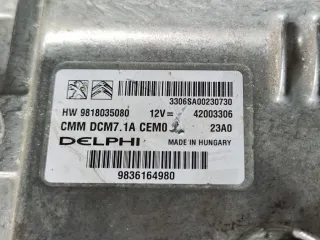 3306SA00230730
HW 9818035080 12V= 42003306
CMM DCM7.1A CEM0 23A0
DELPHI MADE IN HUNGARY
9836164980